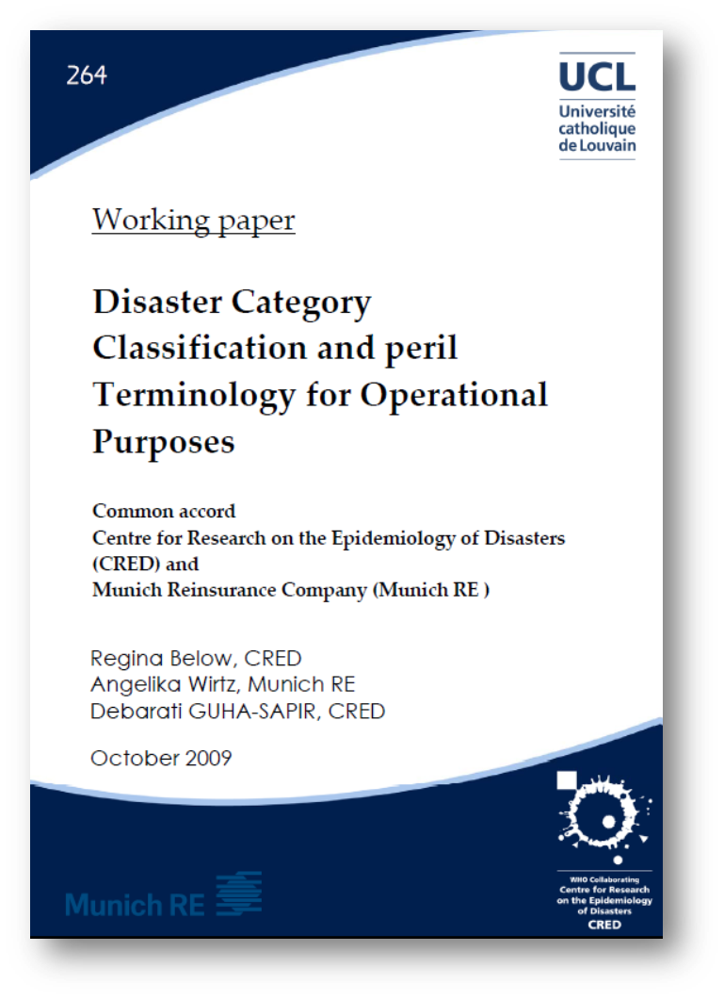 264
UCL
Université
catholique
de Louvain
Working paper
Disaster Category
Classification and peril
Terminology for Operational
Purposes
Common accord
Centre for Research on the Epidemiology of Disasters
(CRED) and
Munich Reinsurance Company (Munich RE )
Regina Below, CRED
Angelika Wirtz, Munich RE
Debarati GUHA-SAPIR, CRED
October 2009
Munich RE
WHO Collaborating
Centre for Research
on the Epidemiology
of Disasters
CRED